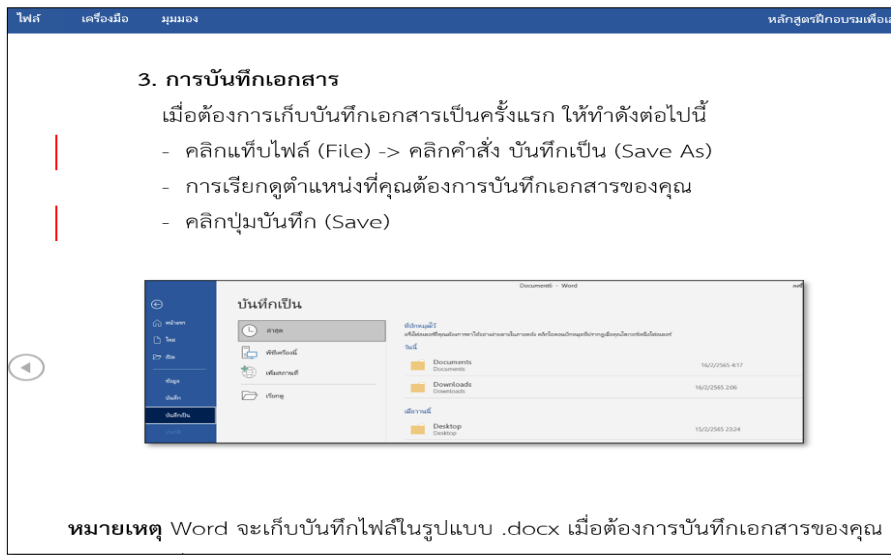 ไฟล์ เครื่องมือ มุมมอง หลักสูตรฝึกอบรมเพื่อเส
3. การบันทึกเอกสาร
เมื่อต้องการเก็บบันทึกเอกสารเป็นครั้งแรก ให้ทำดังต่อไปนี้
- คลิกแท็บไฟล์ (File) -> คลิกคำสั่ง บันทึกเป็น (Save As)
- การเรียกดูตำแหน่งที่คุณต้องการบันทึกเอกสารของคุณ
- คลิกปุ่มบันทึก (Save)
Document6 - Word
บันทึกเป็น
หน้าแรก
ใหม่
เปิด
ข้อมูล
บันทึก
บันทึกเป็น
ล่าสุด
พีซีเครื่องนี้
เพิ่มสถานที่
เรียกดู
ที่ปักหมุดไว้
วันนี้
Documents 16/2/2565 4:17
Documents
Downloads 16/2/2565 2:06
Downloads
เมื่อวานนี้
Desktop 15/2/2565 23:24
Desktop
หมายเหตุ Word จะเก็บบันทึกไฟล์ในรูปแบบ .docx เมื่อต้องการบันทึกเอกสารของคุณ